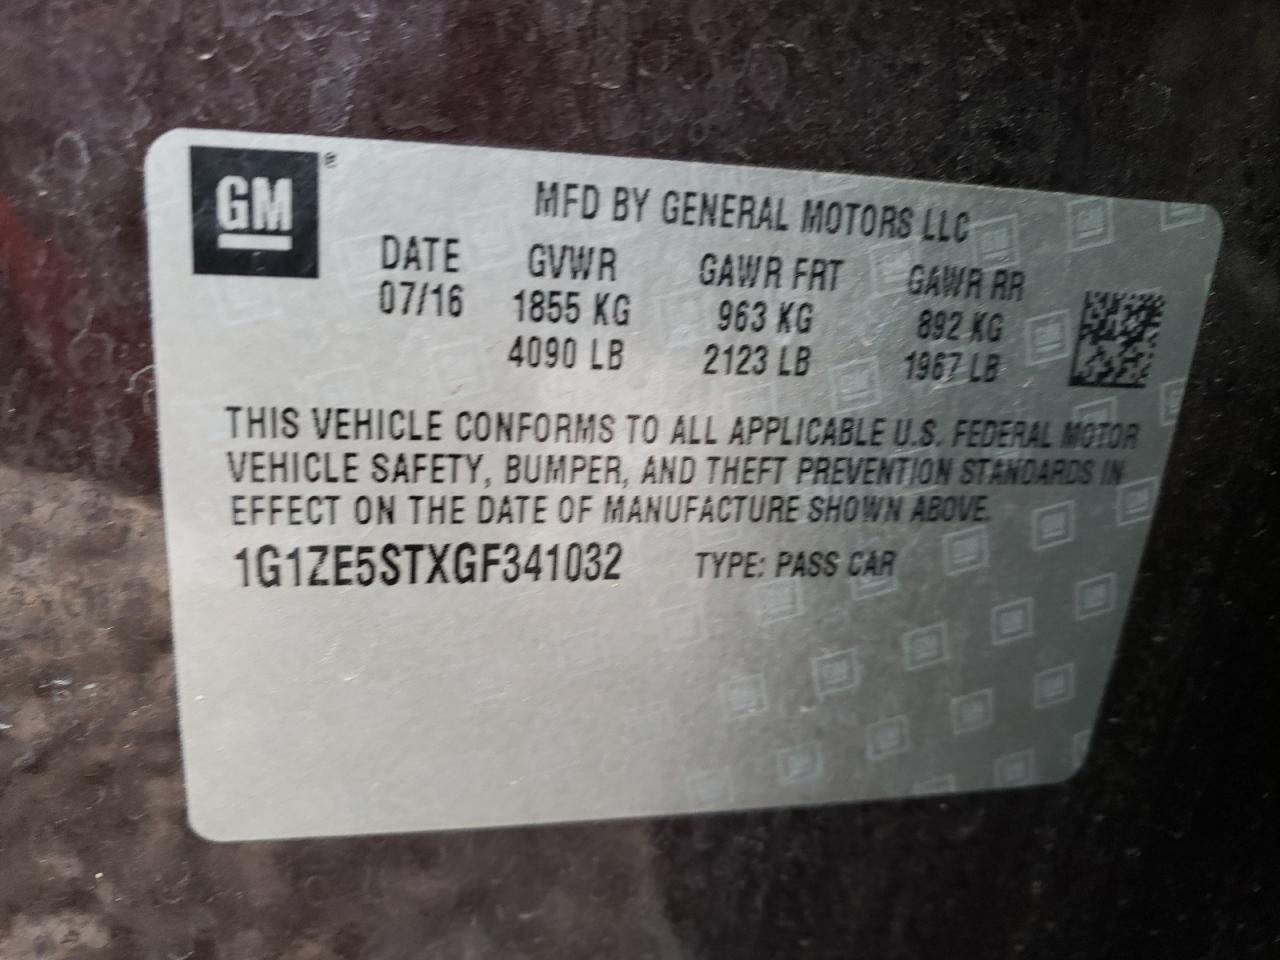 GM ®
MFD BY GENERAL MOTORS LLC
DATE GVWR GAWR FRT GAWR RR
07/16 1855 KG 963 KG 892 KG
4090 LB 2123 LB 1967 LB
THIS VEHICLE CONFORMS TO ALL APPLICABLE U.S. FEDERAL MOTOR
VEHICLE SAFETY, BUMPER, AND THEFT PREVENTION STANDARDS IN
EFFECT ON THE DATE OF MANUFACTURE SHOWN ABOVE.
1G1ZE5STXGF341032 TYPE: PASS CAR